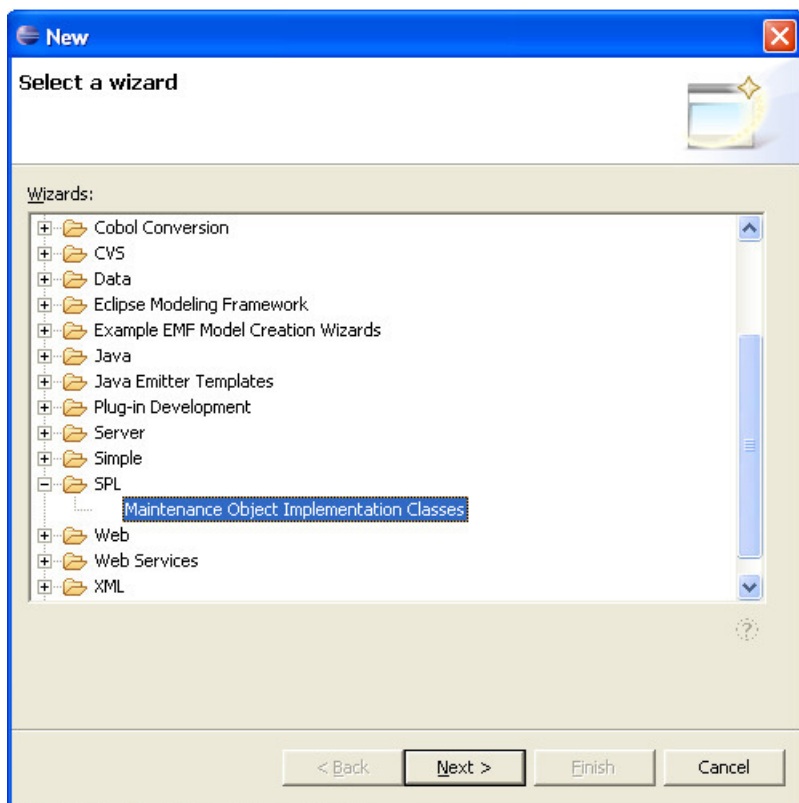 New
Select a wizard
Wizards:
Cobol Conversion
CVS
Data
Eclipse Modeling Framework
Example EMF Model Creation Wizards
Java
Java Emitter Templates
Plug-in Development
Server
Simple
SPL
Maintenance Object Implementation Classes
Web
Web Services
XML
?
< Back Next > Finish Cancel